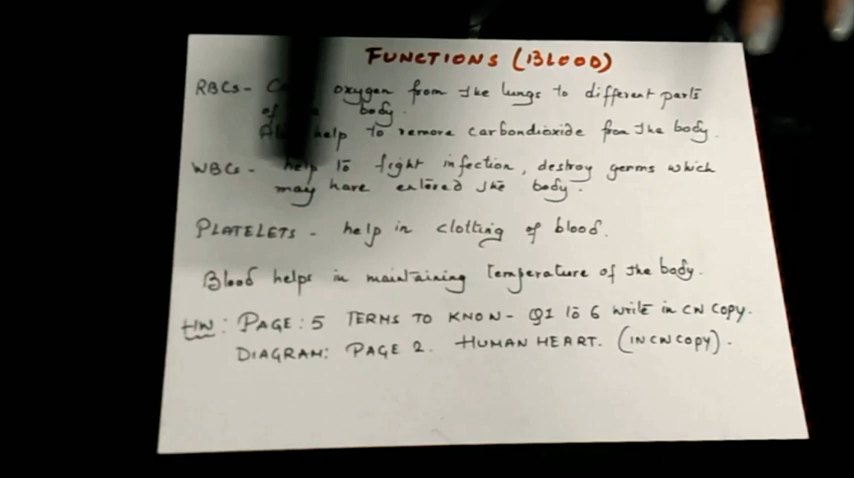 FUNCTIONS (BLOOD)
RBCs - oxygen from the lungs to different parts
of body.
help to remove carbondioxide from the body.
WBCs - help to fight infection, destroy germs which
may have entered the body.
PLATELETS - help in clotting of blood.
Blood helps in maintaining temperature of the body.
HW: PAGE: 5 TERMS TO KNOW - Q1 to 6 write in CW COPY.
DIAGRAM: PAGE 2. HUMAN HEART. (IN CW COPY).